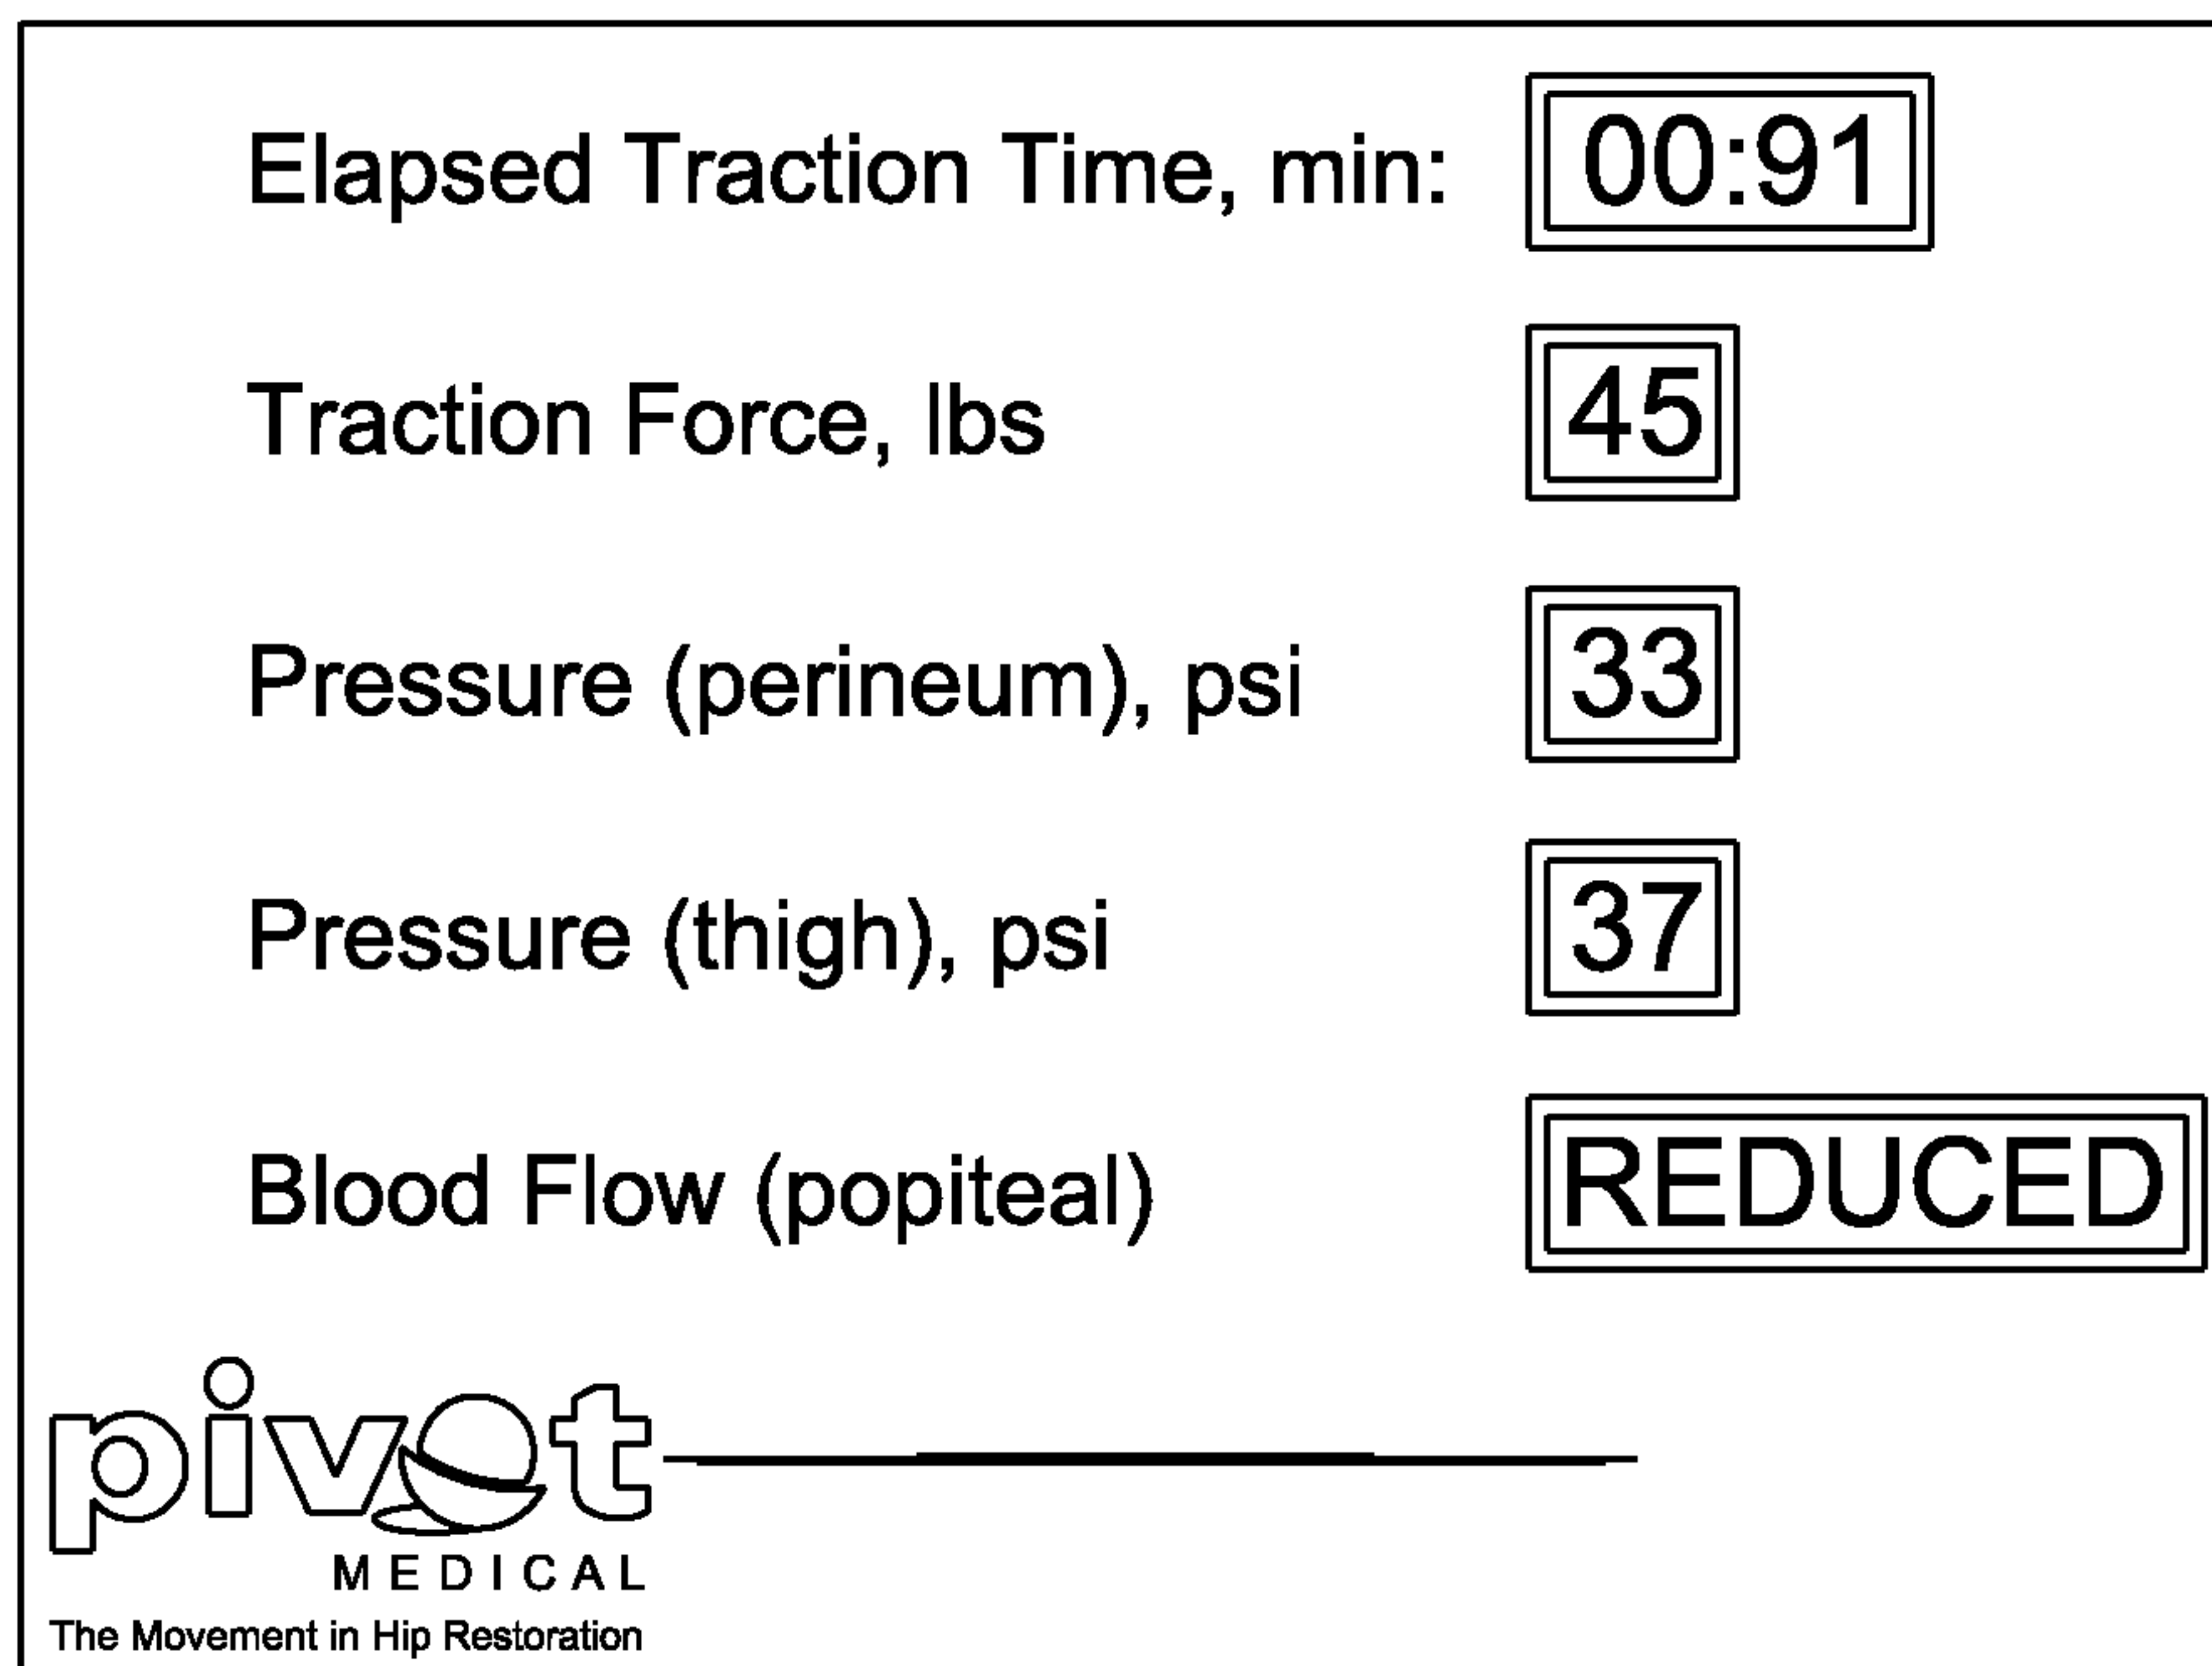 Elapsed Traction Time, min: 00:91
Traction Force, lbs 45
Pressure (perineum), psi 33
Pressure (thigh), psi 37
Blood Flow (popiteal) REDUCED
pivot
MEDICAL
The Movement in Hip Restoration